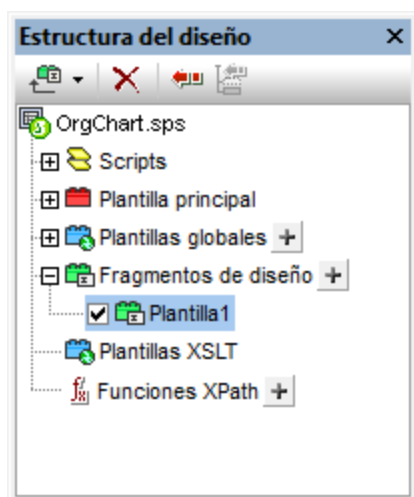 Estructura del diseño
OrgChart.sps
Scripts
Plantilla principal
Plantillas globales
Fragmentos de diseño
Plantilla1
Plantillas XSLT
Funciones XPath